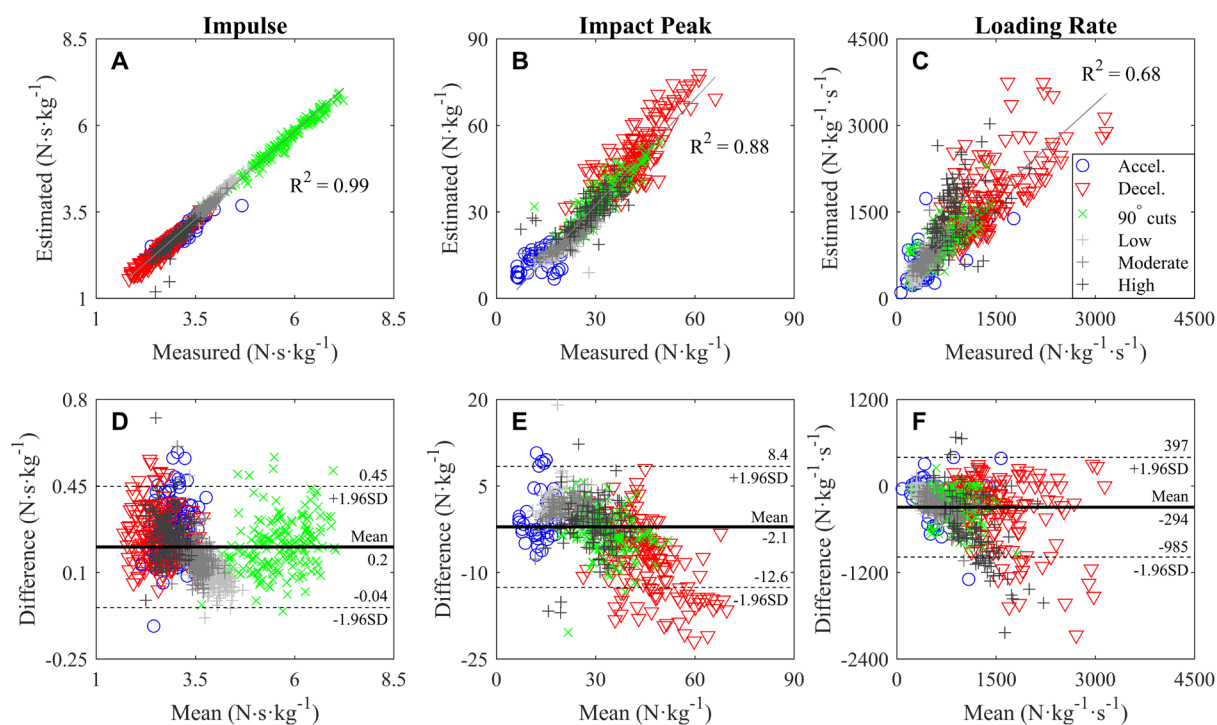 Impulse
Impact Peak
Loading Rate
A
B
C
8.5
6
3.5
1
Estimated (N·s·kg⁻¹)
R² = 0.99
1 3.5 6 8.5
Measured (N·s·kg⁻¹)
90
60
30
0
Estimated (N·kg⁻¹)
R² = 0.88
0 30 60 90
Measured (N·kg⁻¹)
4500
3000
1500
0
Estimated (N·kg⁻¹·s⁻¹)
R² = 0.68
Accel.
Decel.
90° cuts
Low
Moderate
High
0 1500 3000 4500
Measured (N·kg⁻¹·s⁻¹)
D
0.8
0.45
0.1
-0.25
Difference (N·s·kg⁻¹)
0.45
+1.96SD
Mean
0.2
-0.04
-1.96SD
1 3.5 6 8.5
Mean (N·s·kg⁻¹)
E
20
5
-10
-25
Difference (N·kg⁻¹)
8.4
+1.96SD
Mean
-2.1
-12.6
-1.96SD
0 30 60 90
Mean (N·kg⁻¹)
F
1200
0
-1200
-2400
Difference (N·kg⁻¹·s⁻¹)
397
+1.96SD
Mean
-294
-985
-1.96SD
0 1500 3000 4500
Mean (N·kg⁻¹·s⁻¹)